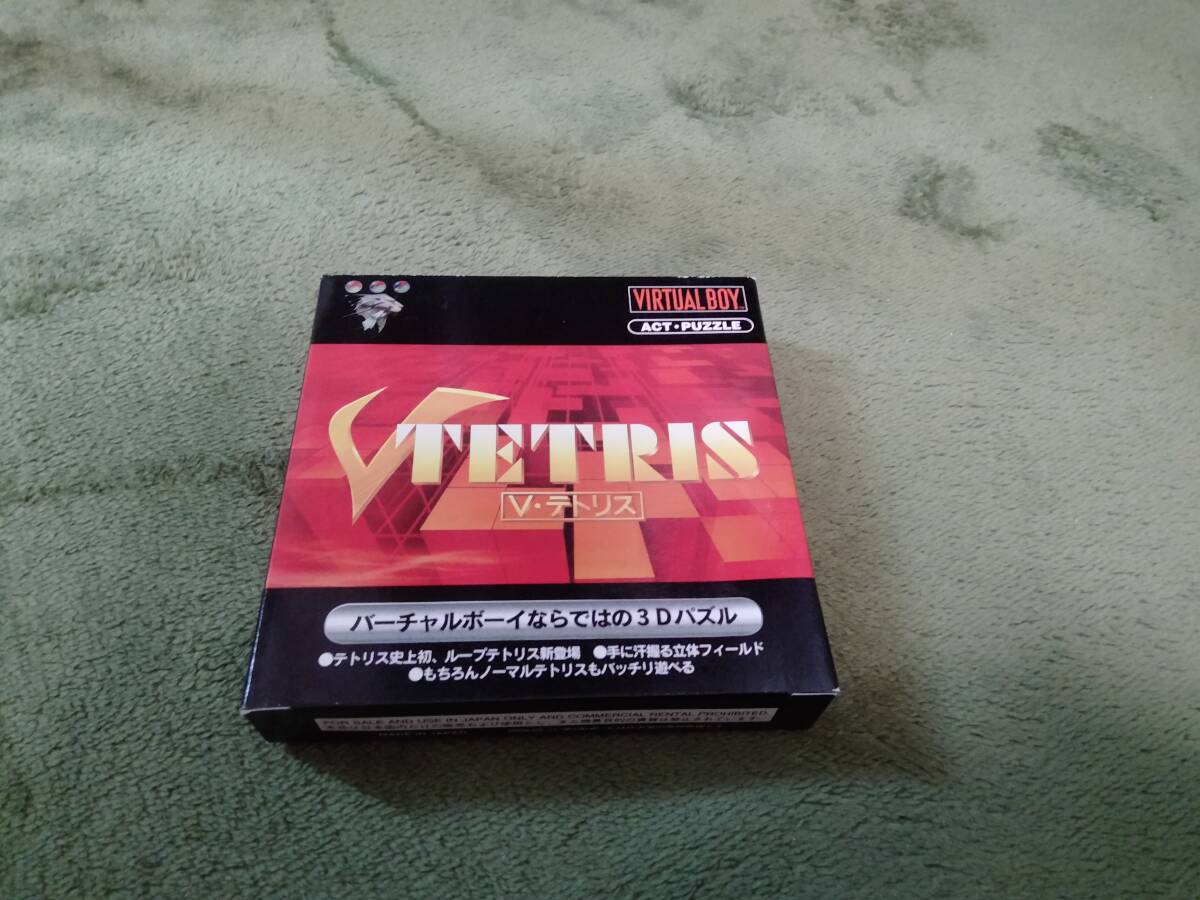 VIRTUAL BOY
ACT・PUZZLE
V TETRIS
V・テトリス
バーチャルボーイならではの3Dパズル
●テトリス史上初、ループテトリス新登場 ●手に汗握る立体フィールド
●もちろんノーマルテトリスもバッチリ遊べる
FOR SALE AND USE IN JAPAN ONLY AND COMMERCIAL RENTAL PROHIBITED.
MADE IN JAPAN